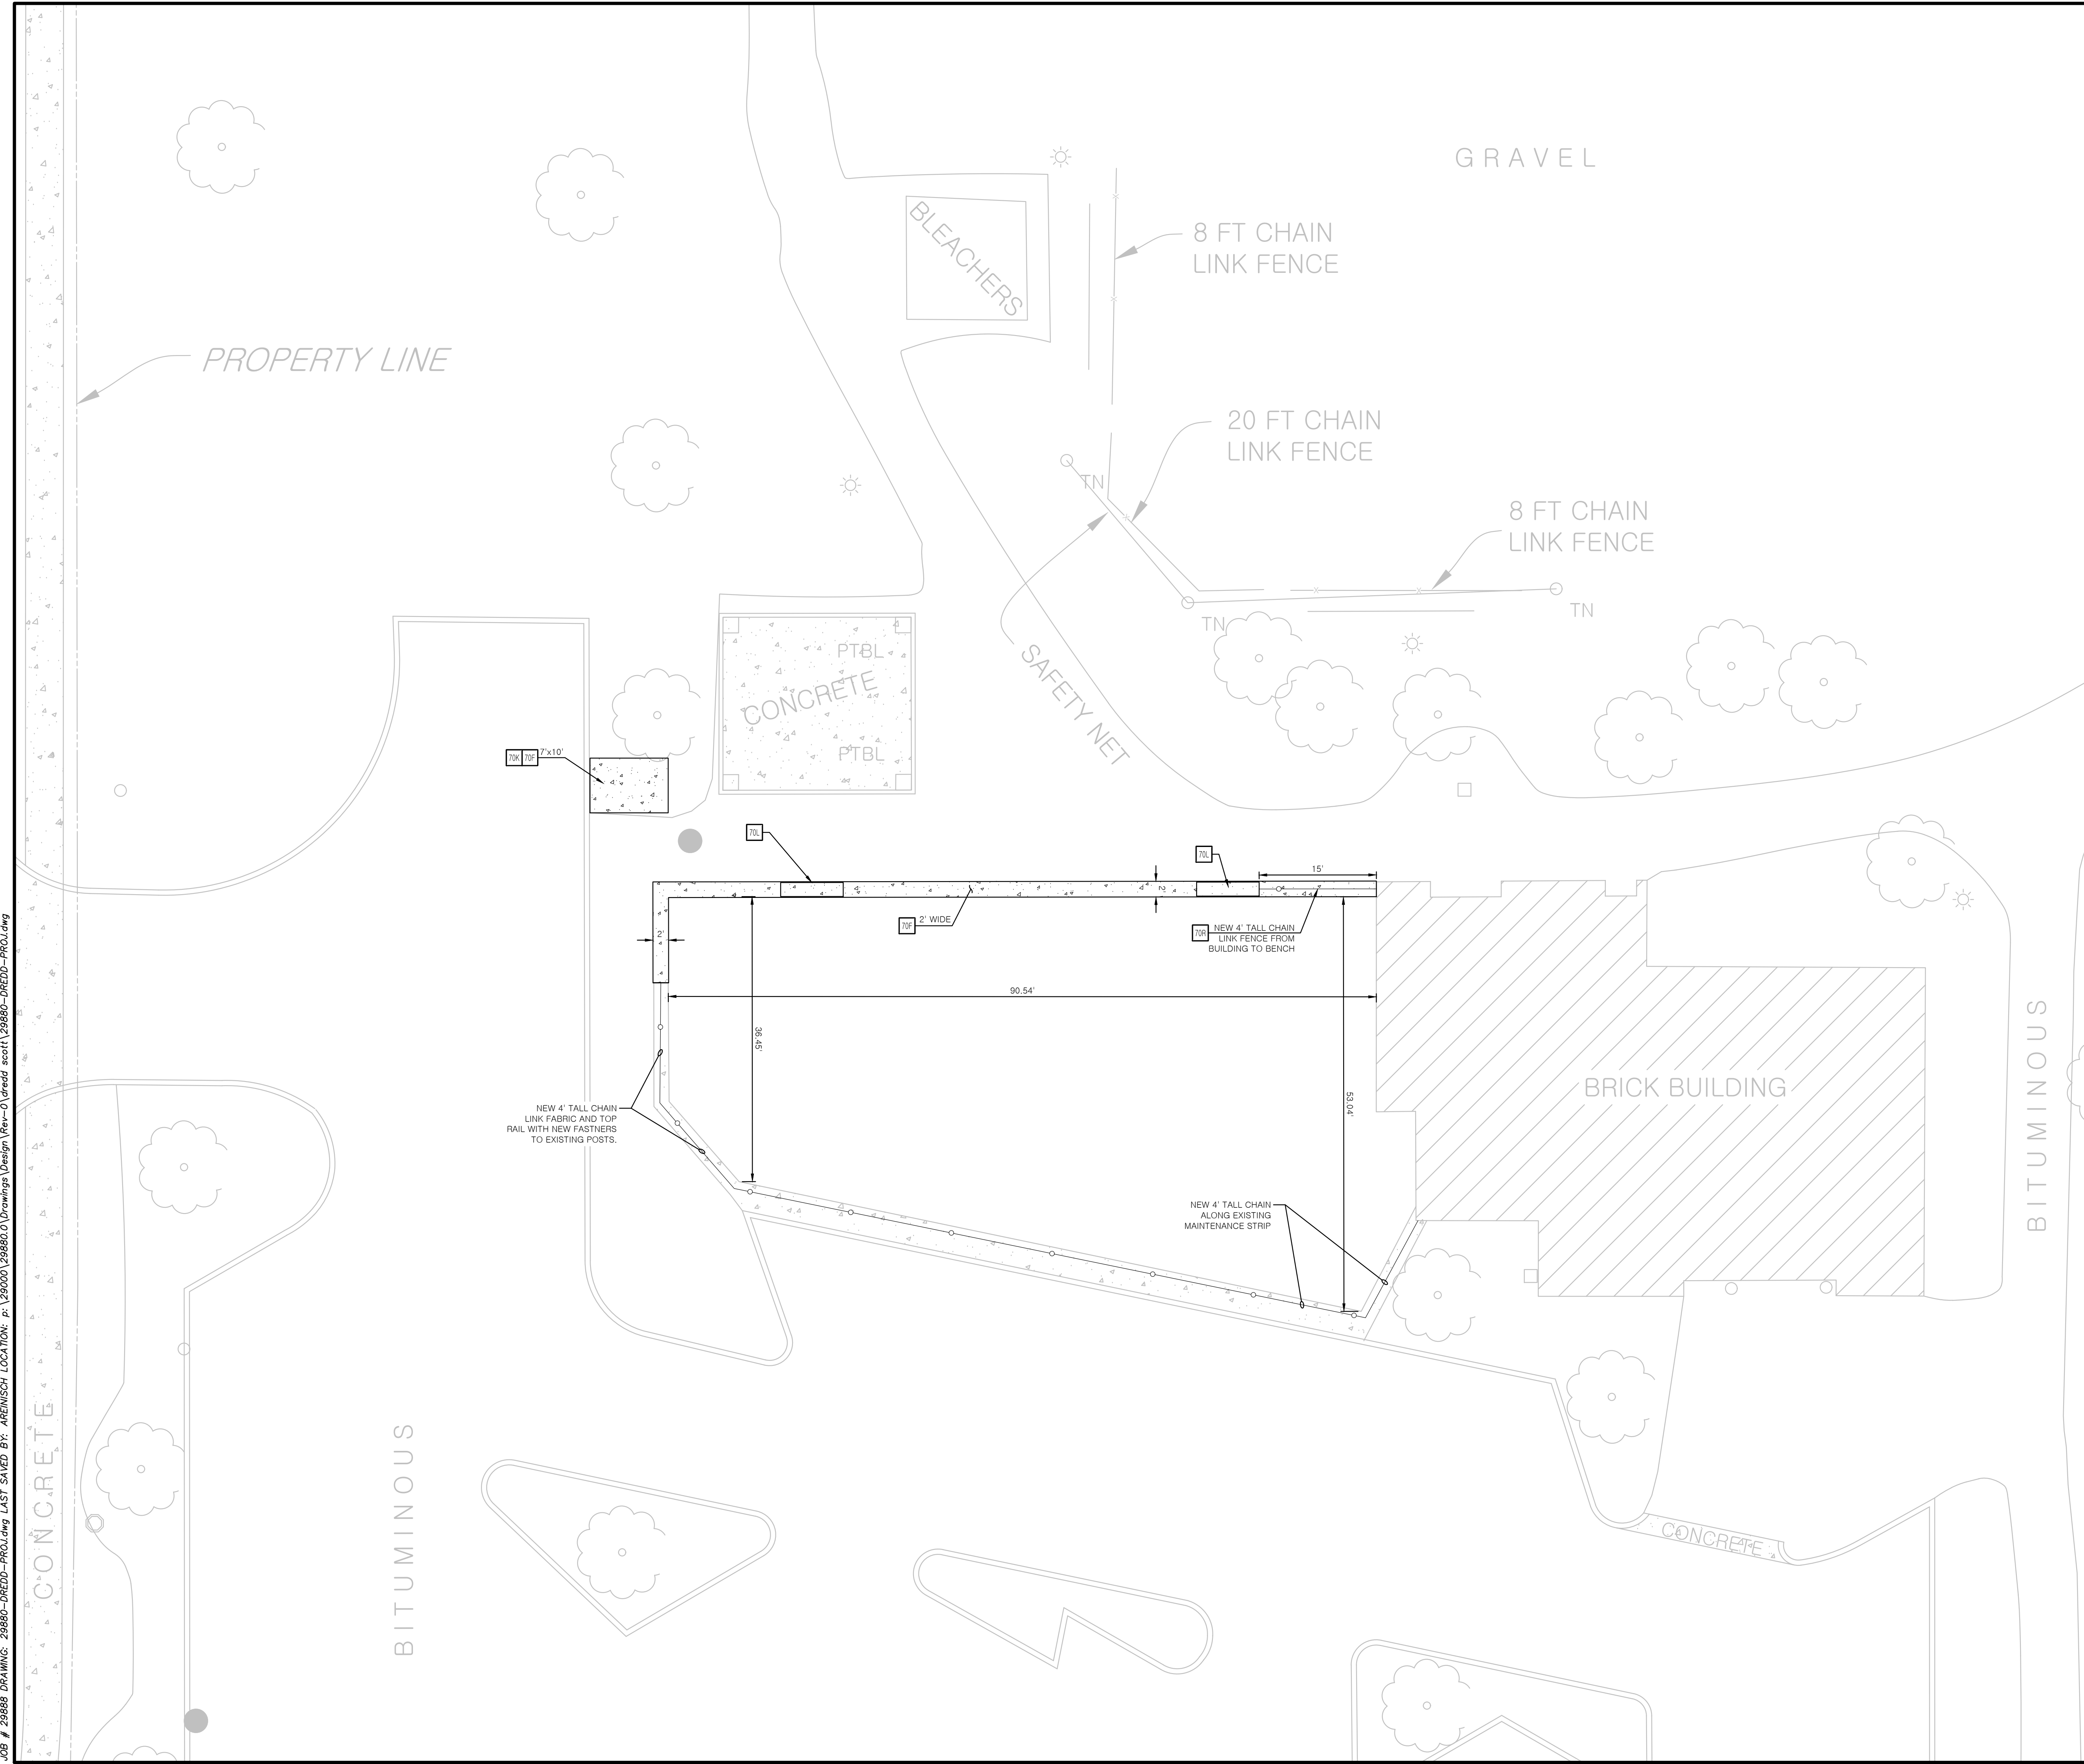 GRAVEL
BLEACHERS
8 FT CHAIN
LINK FENCE
PROPERTY LINE
20 FT CHAIN
LINK FENCE
TN
8 FT CHAIN
LINK FENCE
TN
TN
SAFETY NET
PTBL
CONCRETE
PTBL
70K 70F 7'x10'
70L
70L
15'
2'
70F 2' WIDE
70R NEW 4' TALL CHAIN
LINK FENCE FROM
BUILDING TO BENCH
2'
90.54'
36.45'
53.04'
BRICK BUILDING
BITUMINOUS
NEW 4' TALL CHAIN
LINK FABRIC AND TOP
RAIL WITH NEW FASTNERS
TO EXISTING POSTS.
NEW 4' TALL CHAIN
ALONG EXISTING
MAINTENANCE STRIP
CONCRETE
BITUMINOUS
CONCRETE
JOB # 29888 DRAWING: 29880-DREDD-PROJ.dwg LAST SAVED BY: AREINISCH LOCATION: p:\29000\29880.0\Drawings\Design\Rev-0\dredd scott\29880-DREDD-PROJ.dwg